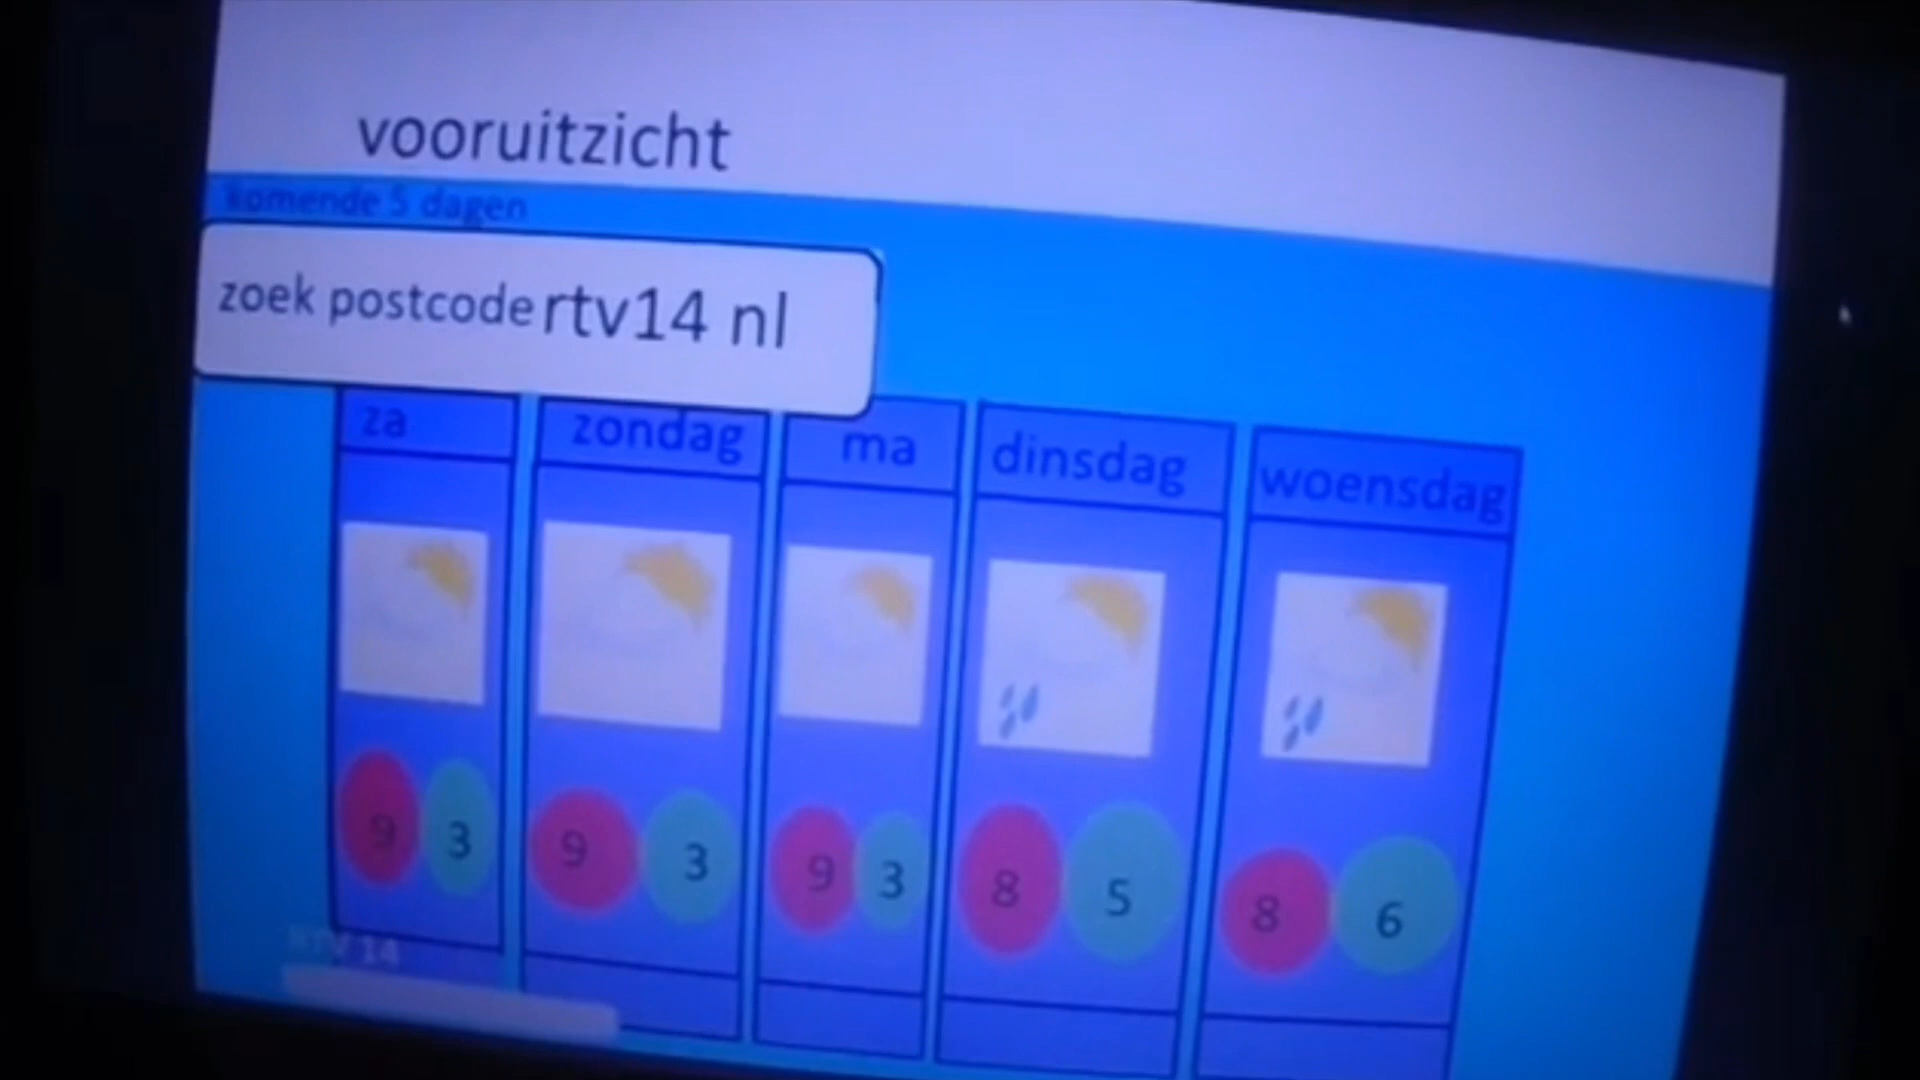 vooruitzicht
komende 5 dagen
zoek postcode rtv14 nl
za zondag ma dinsdag woensdag
9 3 9 3 9 3 8 5 8 6
RTV 14